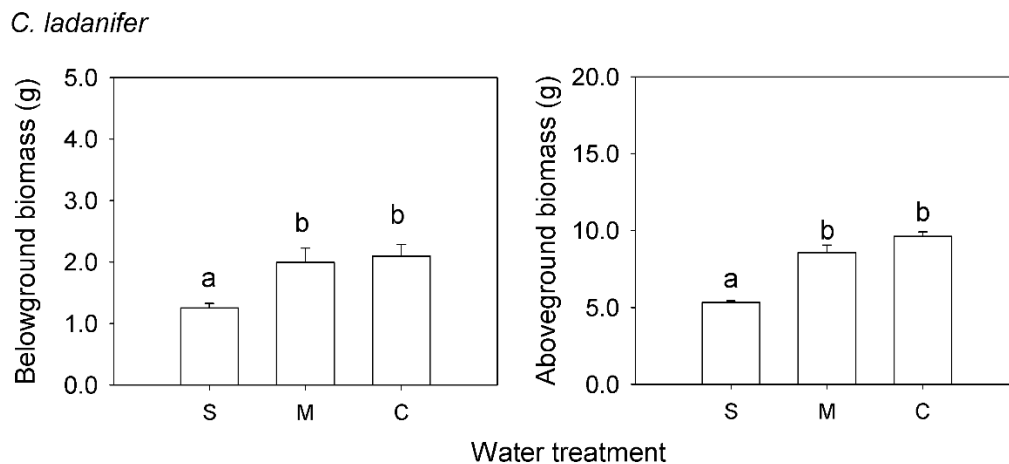 C. ladanifer
Belowground biomass (g)
5.0
4.0
3.0
2.0
1.0
0.0
a
b
b
S
M
C
Aboveground biomass (g)
20.0
15.0
10.0
5.0
0.0
a
b
b
S
M
C
Water treatment